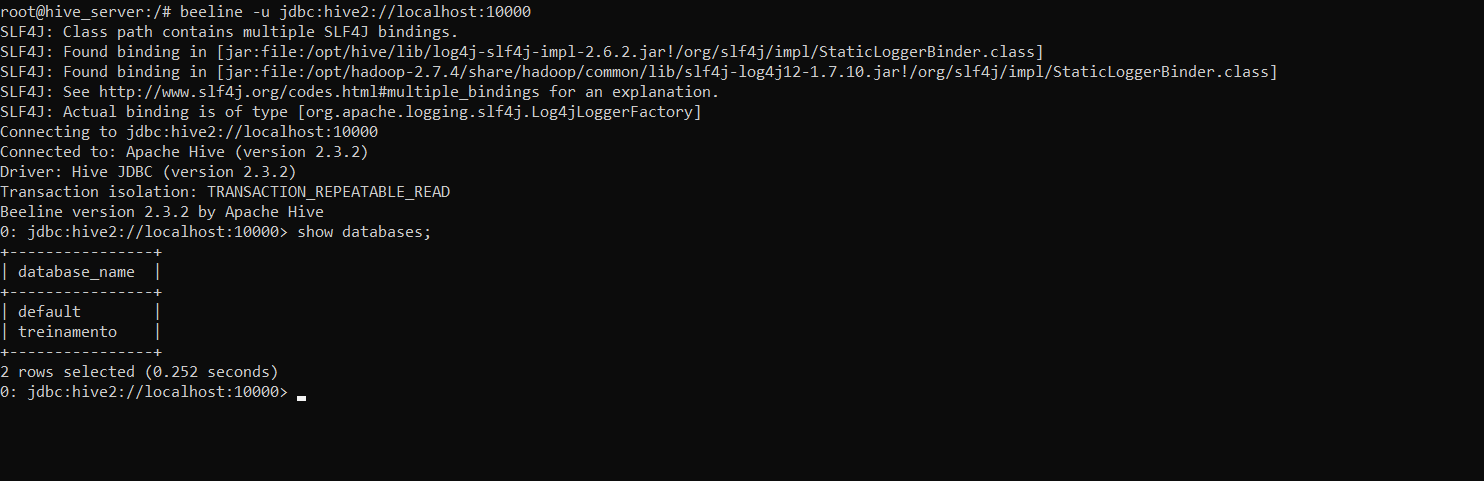 root@hive_server:/# beeline -u jdbc:hive2://localhost:10000
SLF4J: Class path contains multiple SLF4J bindings.
SLF4J: Found binding in [jar:file:/opt/hive/lib/log4j-slf4j-impl-2.6.2.jar!/org/slf4j/impl/StaticLoggerBinder.class]
SLF4J: Found binding in [jar:file:/opt/hadoop-2.7.4/share/hadoop/common/lib/slf4j-log4j12-1.7.10.jar!/org/slf4j/impl/StaticLoggerBinder.class]
SLF4J: See http://www.slf4j.org/codes.html#multiple_bindings for an explanation.
SLF4J: Actual binding is of type [org.apache.logging.slf4j.Log4jLoggerFactory]
Connecting to jdbc:hive2://localhost:10000
Connected to: Apache Hive (version 2.3.2)
Driver: Hive JDBC (version 2.3.2)
Transaction isolation: TRANSACTION_REPEATABLE_READ
Beeline version 2.3.2 by Apache Hive
0: jdbc:hive2://localhost:10000> show databases;
+----------------+
| database_name  |
+----------------+
| default        |
| treinamento    |
+----------------+
2 rows selected (0.252 seconds)
0: jdbc:hive2://localhost:10000>